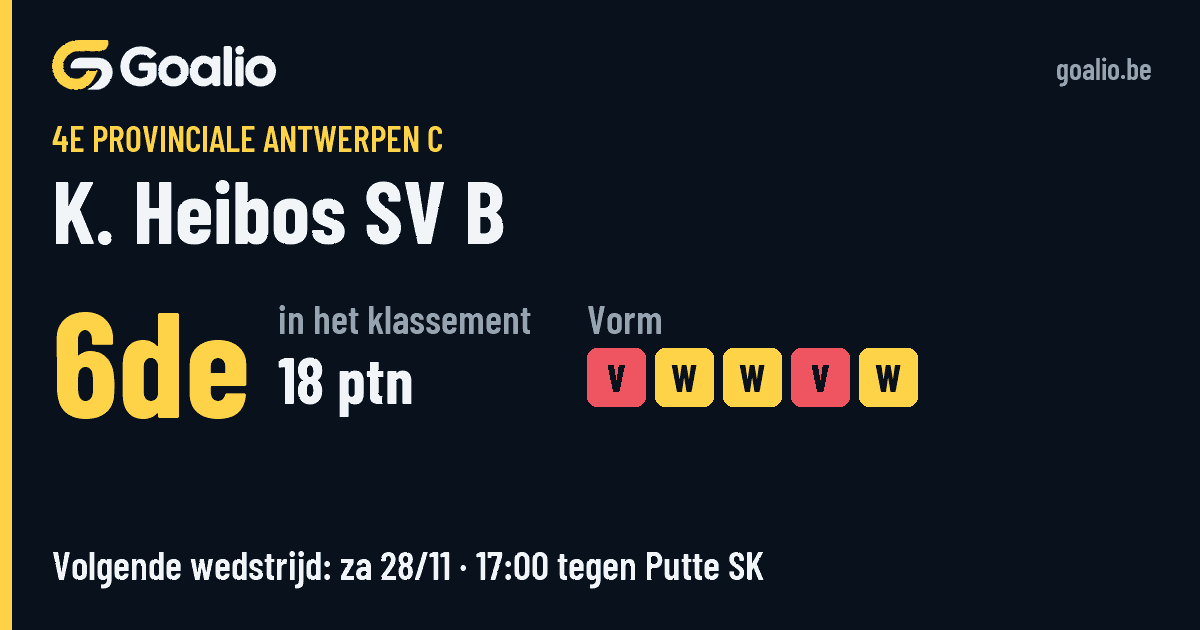 Goalio
goalio.be
4E PROVINCIALE ANTWERPEN C
K. Heibos SV B
6de
in het klassement
18 ptn
Vorm
V W W V W
Volgende wedstrijd: za 28/11 · 17:00 tegen Putte SK